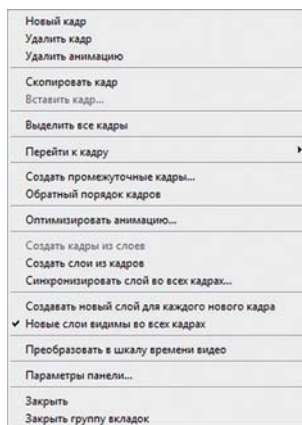 Новый кадр
Удалить кадр
Удалить анимацию
Скопировать кадр
Вставить кадр...
Выделить все кадры
Перейти к кадру
Создать промежуточные кадры...
Обратный порядок кадров
Оптимизировать анимацию...
Создать кадры из слоев
Создать слои из кадров
Синхронизировать слой во всех кадрах...
Создавать новый слой для каждого нового кадра
Новые слои видимы во всех кадрах
Преобразовать в шкалу времени видео
Параметры панели...
Закрыть
Закрыть группу вкладок